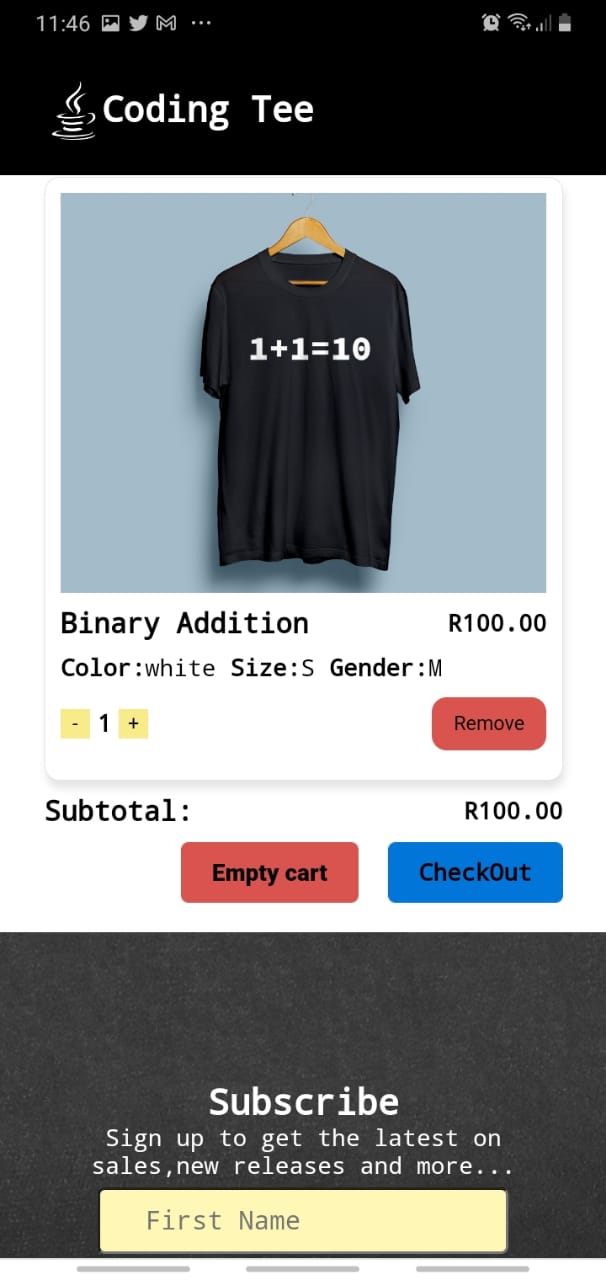 11:46
Coding Tee
1+1=10
Binary Addition R100.00
Color:white Size:S Gender:M
- 1 + Remove
Subtotal: R100.00
Empty cart CheckOut
Subscribe
Sign up to get the latest on
sales,new releases and more...
First Name